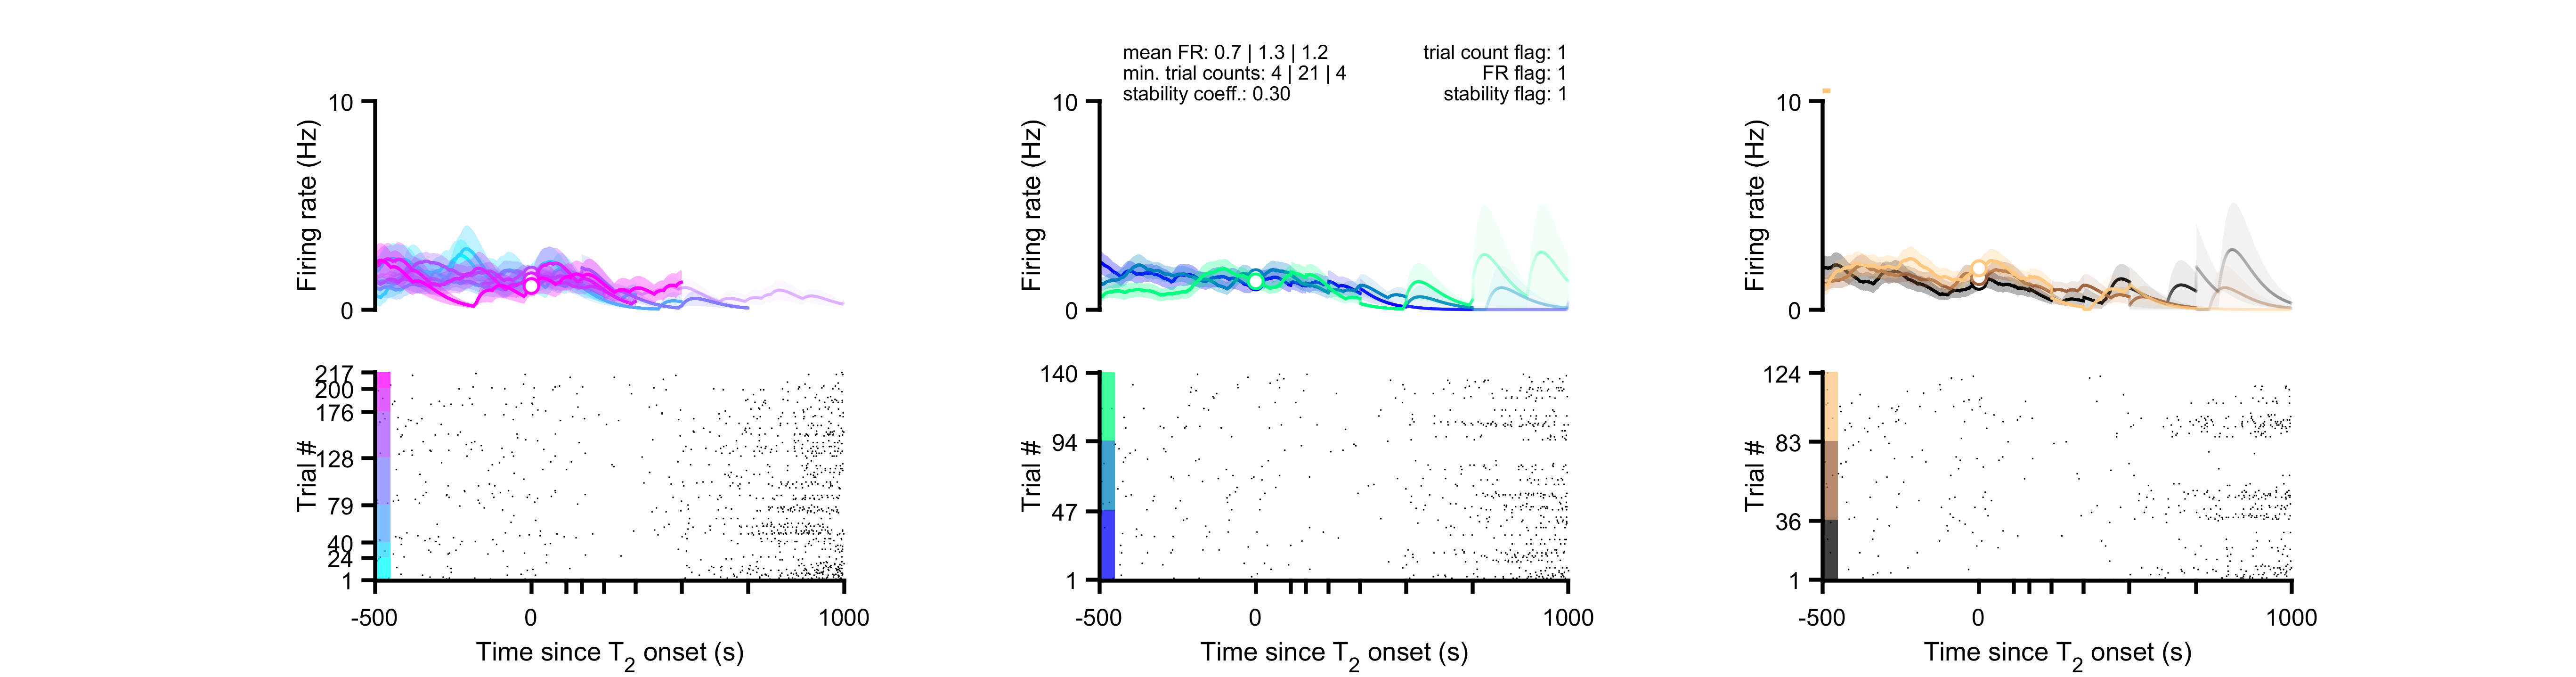 mean FR: 0.7 | 1.3 | 1.2
min. trial counts: 4 | 21 | 4
stability coeff.: 0.30
trial count flag: 1
FR flag: 1
stability flag: 1
10
Firing rate (Hz)
0
10
Firing rate (Hz)
0
10
Firing rate (Hz)
0
217
200
176
128
79
40
24
1
Trial #
-500
0
1000
Time since T2 onset (s)
140
94
47
1
Trial #
-500
0
1000
Time since T2 onset (s)
124
83
36
1
Trial #
-500
0
1000
Time since T2 onset (s)